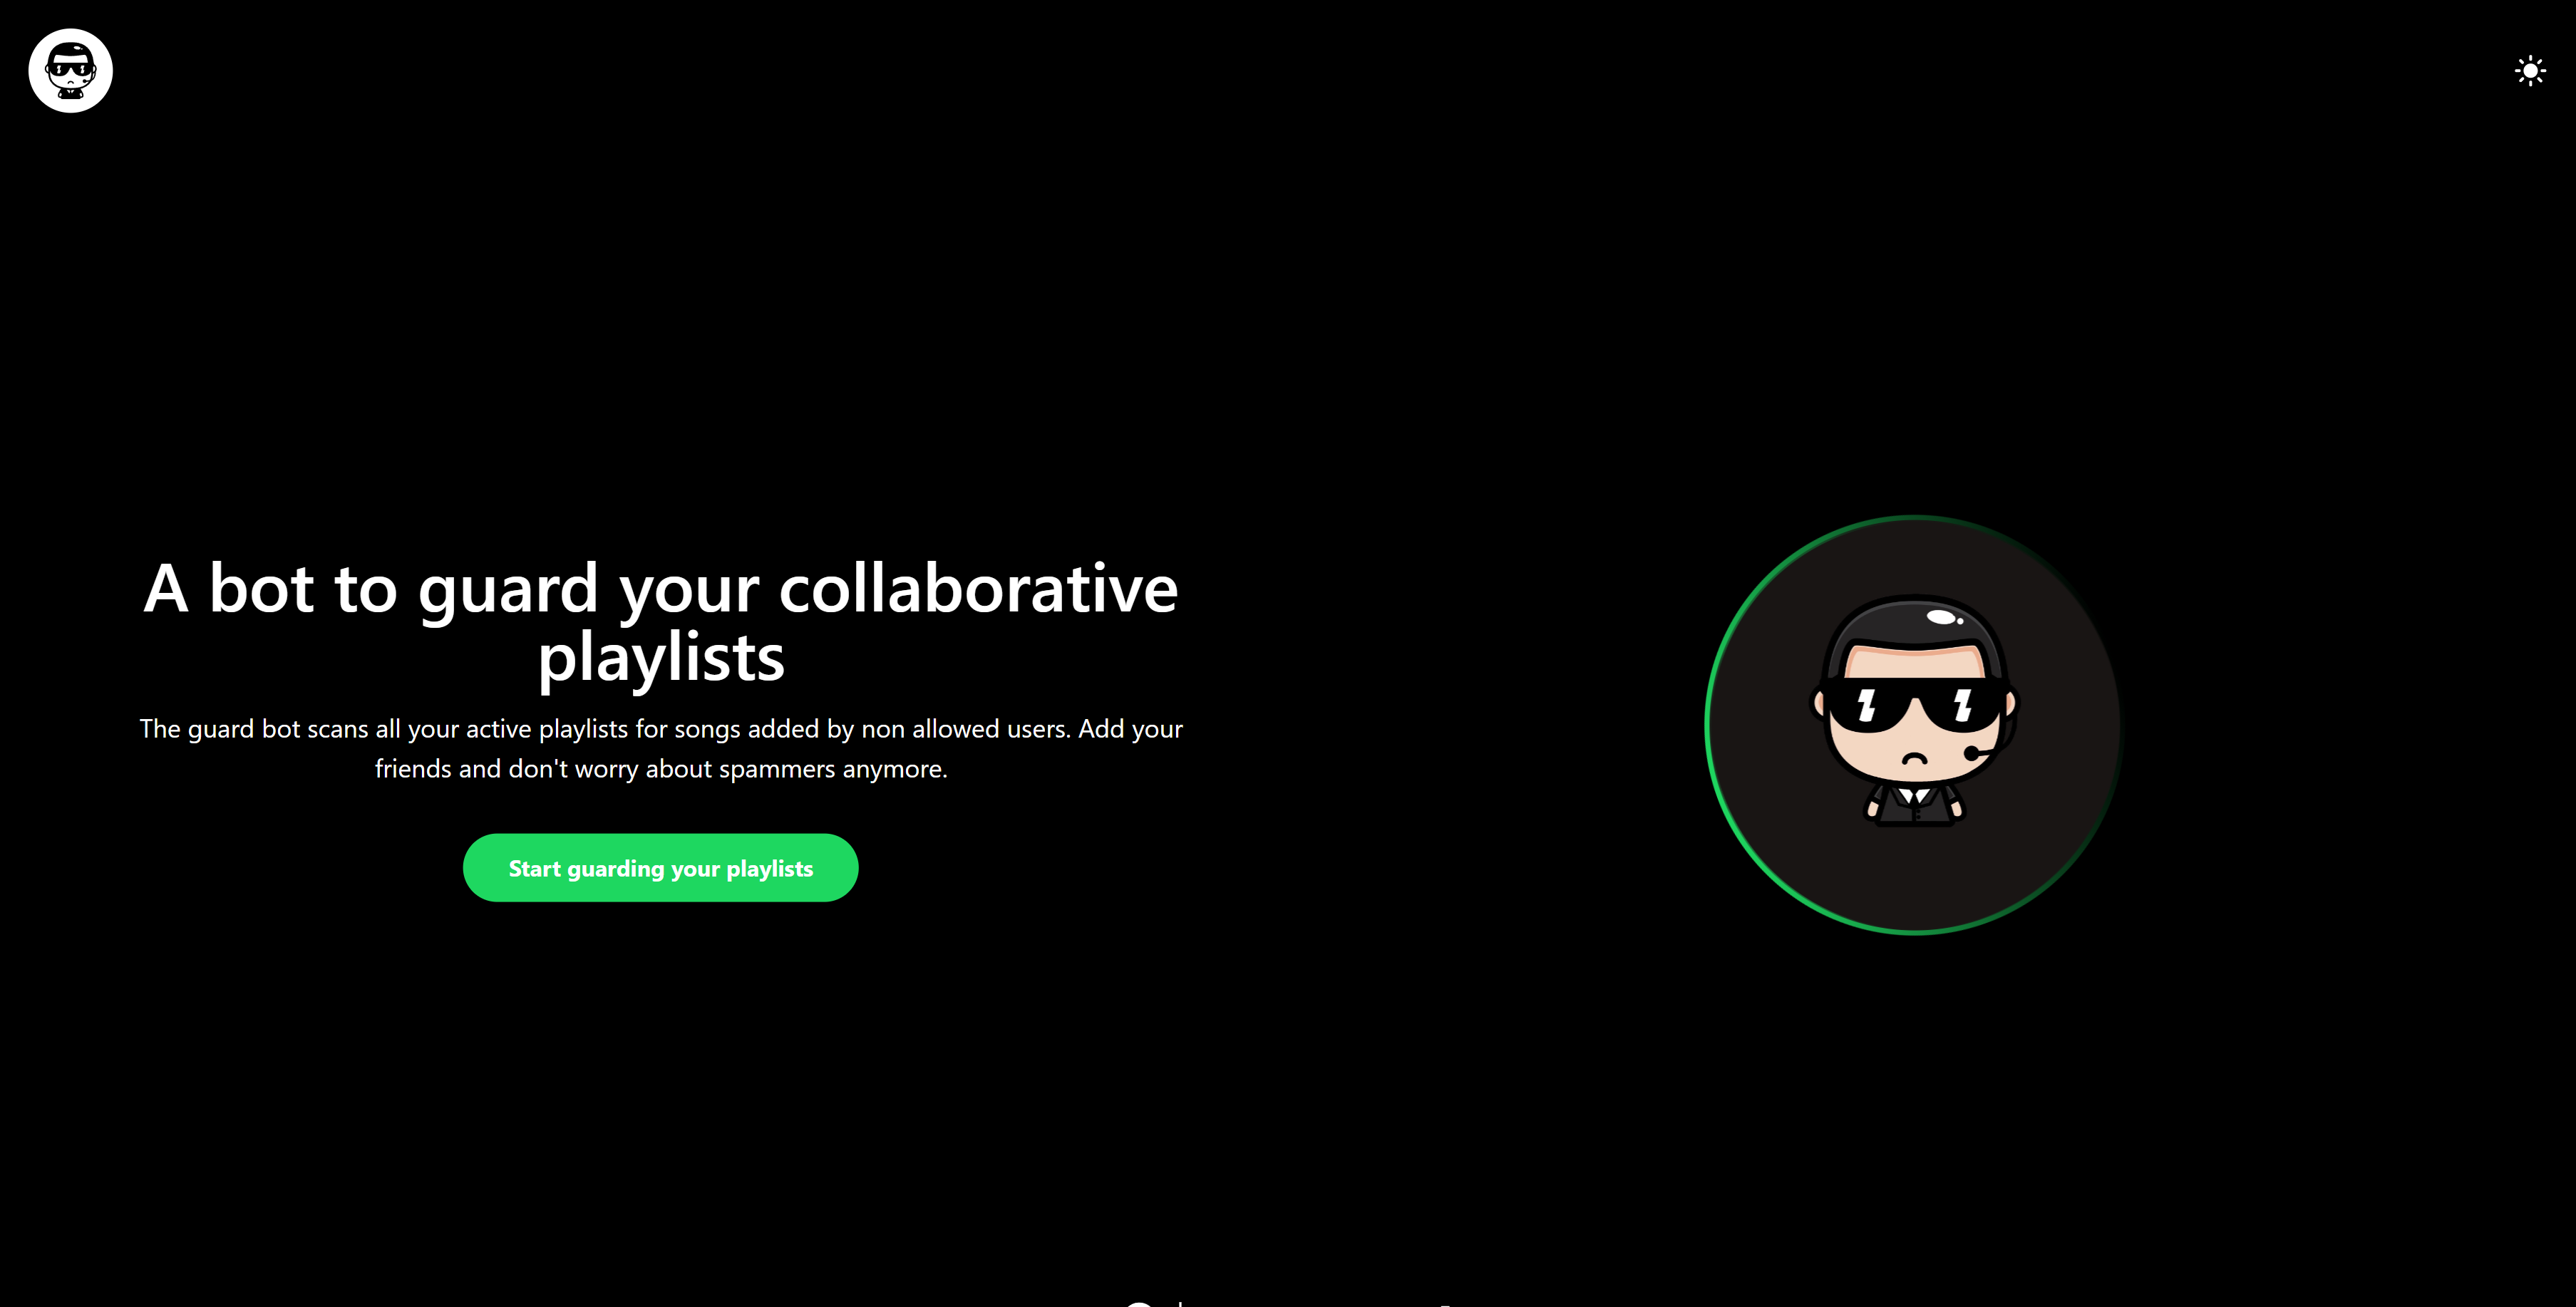 A bot to guard your collaborative
playlists
The guard bot scans all your active playlists for songs added by non allowed users. Add your
friends and don't worry about spammers anymore.
Start guarding your playlists